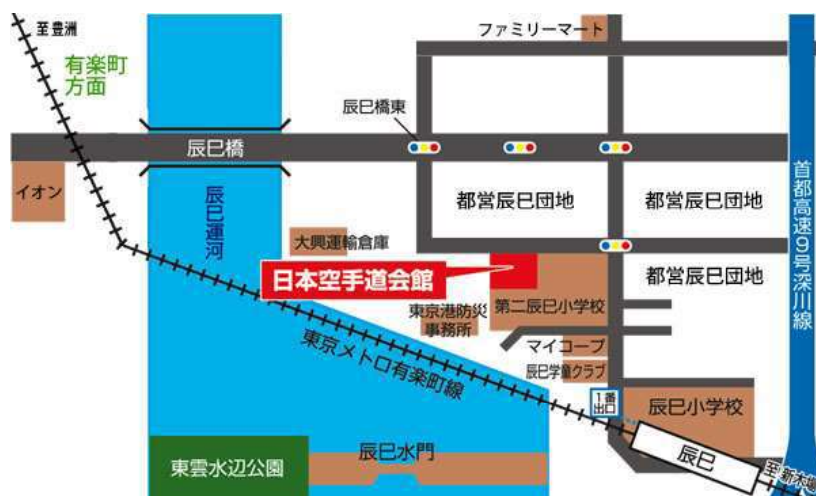 至豊洲
有楽町
方面
ファミリーマート
辰巳橋東
辰巳橋
イオン
辰巳運河
都営辰巳団地
都営辰巳団地
首都高速9号深川線
大興運輸倉庫
日本空手道会館
都営辰巳団地
第二辰巳小学校
東京港防災
事務所
東京メトロ有楽町線
マイコープ
辰巳学童クラブ
1番
出口
辰巳小学校
辰巳水門
東雲水辺公園
辰巳
至新木場